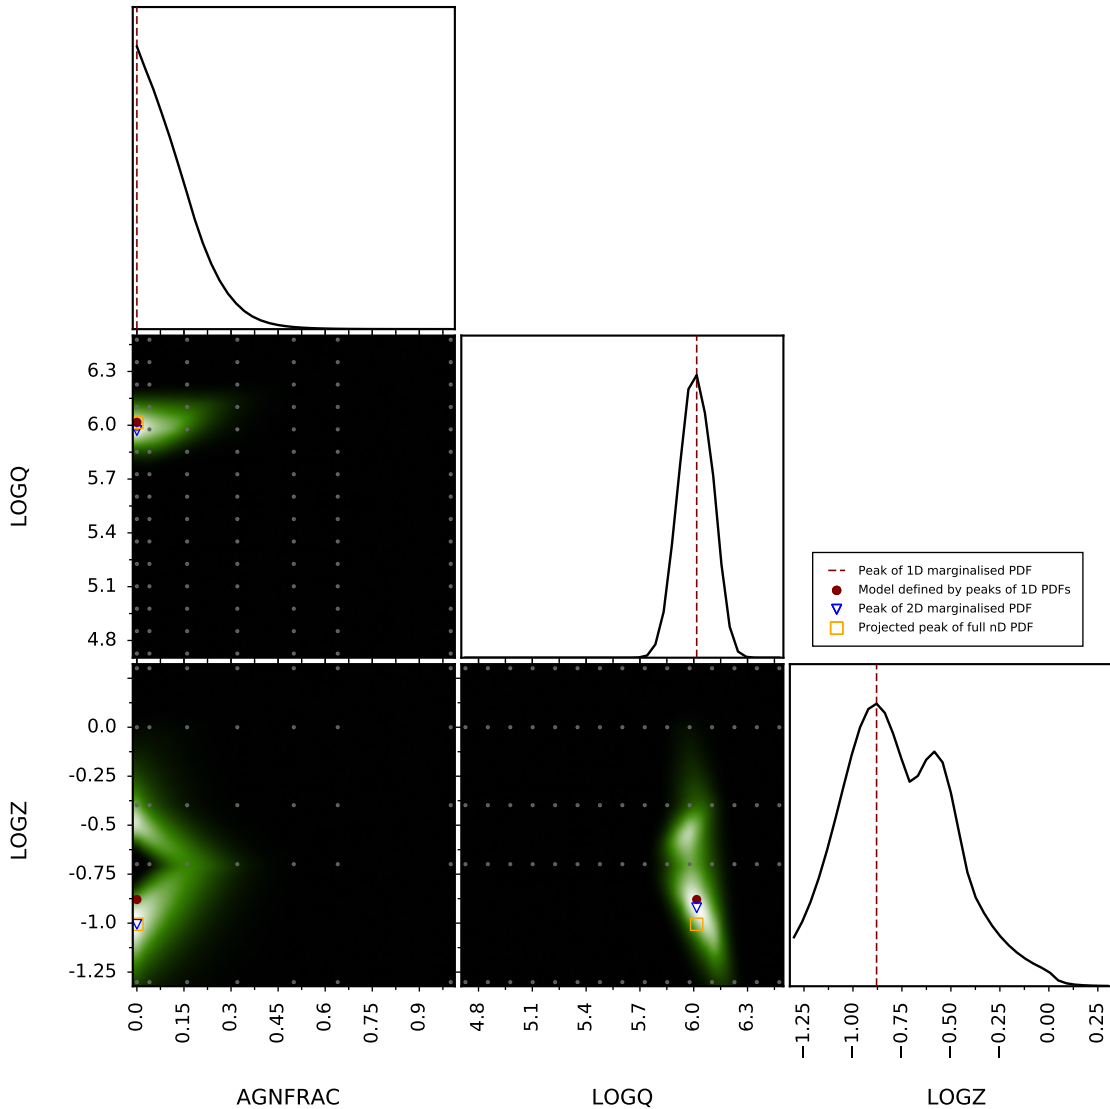 6.3
6.0
5.7
5.4
5.1
4.8
LOGQ
Peak of 1D marginalised PDF
Model defined by peaks of 1D PDFs
Peak of 2D marginalised PDF
Projected peak of full nD PDF
0.0
-0.25
-0.5
-0.75
-1.0
-1.25
LOGZ
0.0 0.15 0.3 0.45 0.6 0.75 0.9
4.8 5.1 5.4 5.7 6.0 6.3
−1.25 −1.00 −0.75 −0.50 −0.25 0.00 0.25
AGNFRAC LOGQ LOGZ